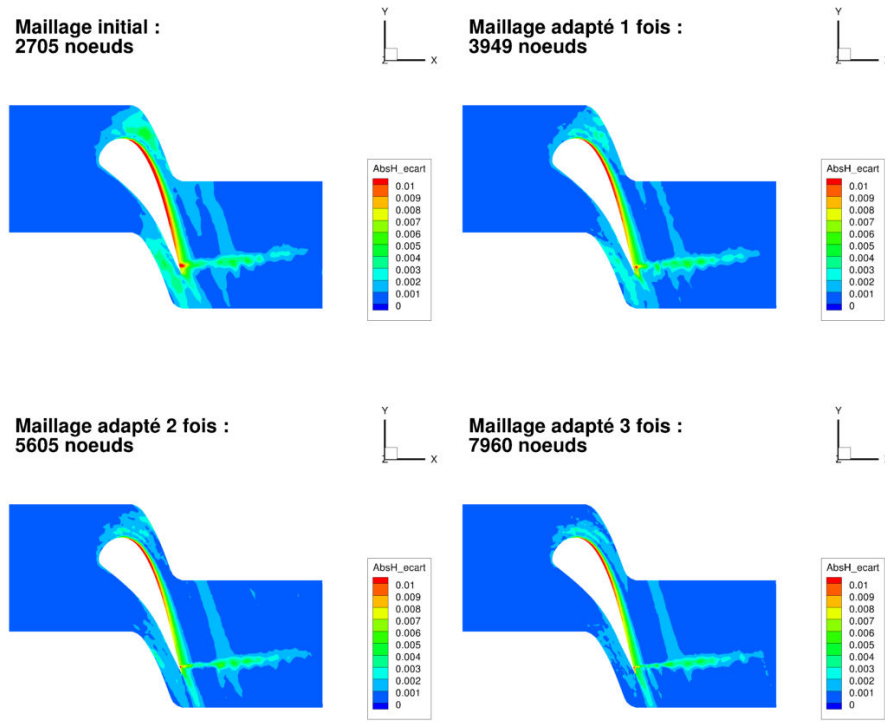 Maillage initial :
2705 noeuds
Y
Z
X
AbsH_ecart
0.01
0.009
0.008
0.007
0.006
0.005
0.004
0.003
0.002
0.001
0
Maillage adapté 1 fois :
3949 noeuds
Y
Z
X
AbsH_ecart
0.01
0.009
0.008
0.007
0.006
0.005
0.004
0.003
0.002
0.001
0
Maillage adapté 2 fois :
5605 noeuds
Y
Z
X
AbsH_ecart
0.01
0.009
0.008
0.007
0.006
0.005
0.004
0.003
0.002
0.001
0
Maillage adapté 3 fois :
7960 noeuds
Y
Z
X
AbsH_ecart
0.01
0.009
0.008
0.007
0.006
0.005
0.004
0.003
0.002
0.001
0